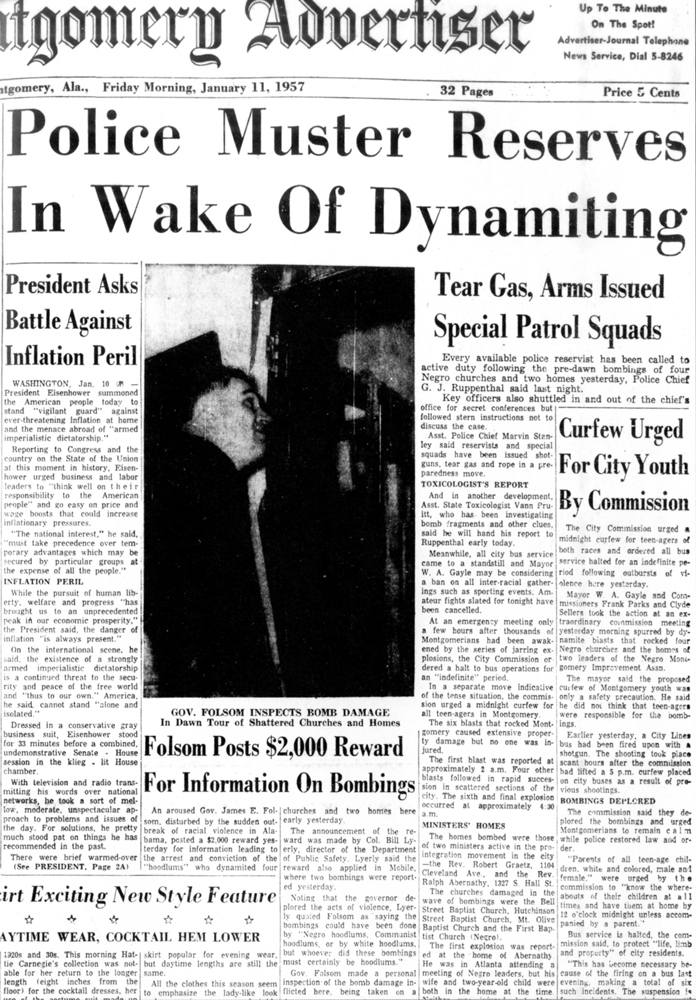 tgomery Advertiser
Up To The Minute
On The Spot!
Advertiser-Journal Telephone
News Service, Dial 5-8246
tgomery, Ala., Friday Morning, January 11, 1957
32 Pages
Price 5 Cents
Police Muster Reserves
In Wake Of Dynamiting
President Asks
Battle Against
Inflation Peril
WASHINGTON, Jan. 10 —
President Eisenhower summoned
the American people today to
stand "vigilant guard" against
ever-threatening inflation at home
and the menace abroad of "armed
imperialistic dictatorship."
Reporting to Congress and the
country on the State of the Union
at this moment in history, Eisen-
hower urged business and labor
leaders to "think well on their
responsibility to the American
people" and go easy on price and
wage boosts that could increase
inflationary pressures.
"The national interest," he said,
"must take precedence over tem-
porary advantages which may be
secured by particular groups at
the expense of all the people."
INFLATION PERIL
While the pursuit of human lib-
erty, welfare and progress "has
brought us to an unprecedented
peak in our economic prosperity,"
the President said, the danger of
inflation "is always present."
On the international scene, he
said, the existence of a strongly
armed imperialistic dictatorship
is a continued threat to the secu-
rity and peace of the free world
and "thus to our own." America,
he said, cannot stand "alone and
isolated."
Dressed in a conservative gray
business suit, Eisenhower stood
for 33 minutes before a combined,
undemonstrative Senate - House
session in the klieg - lit House
chamber.
With television and radio trans-
mitting his words over national
networks, he took a sort of mel-
low, moderate, unspectacular ap-
proach to problems and issues of
the day. For solutions, he pretty
much stood pat on things he has
recommended in the past.
There were brief warmed-over
(See PRESIDENT, Page 2A)
GOV. FOLSOM INSPECTS BOMB DAMAGE
In Dawn Tour of Shattered Churches and Homes
Folsom Posts $2,000 Reward
For Information On Bombings
An aroused Gov. James E. Fol-
som, disturbed by the sudden out-
break of racial violence in Ala-
bama, posted a $2,000 reward yes-
terday for information leading to
the arrest and conviction of the
"hoodlums" who dynamited four
churches and two homes here
early yesterday.
The announcement of the re-
ward was made by Col. Bill Ly-
erly, director of the Department
of Public Safety. Lyerly said the
reward also applied in Mobile,
where two bombings were report-
ed yesterday.
Noting that the governor de-
plored the acts of violence, Lyer-
ly quoted Folsom as saying the
bombings could have been done
by "Negro hoodlums, Communist
hoodlums, or by white hoodlums,
but whoever did these bombings
must certainly be hoodlums."
Gov. Folsom made a personal
inspection of the bomb damage in-
flicted here, being taken on a
Tear Gas, Arms Issued
Special Patrol Squads
Every available police reservist has been called to
active duty following the pre-dawn bombings of four
Negro churches and two homes yesterday, Police Chief
G. J. Ruppenthal said last night.
Key officers also shuttled in and out of the chief's
office for secret conferences but
followed stern instructions not to
discuss the case.
Asst. Police Chief Marvin Stan-
ley said reservists and special
squads have been issued shot-
guns, tear gas and rope in a pre-
paredness move.
TOXICOLOGIST'S REPORT
And in another development,
Asst. State Toxicologist Vann Pru-
itt, who has been investigating
bomb fragments and other clues,
said he will hand his report to
Ruppenthal early today.
Meanwhile, all city bus service
came to a standstill and Mayor
W. A. Gayle may be considering
a ban on all inter-racial gather-
ings such as sporting events. Am-
ateur fights slated for tonight have
been cancelled.
At an emergency meeting only
a few hours after thousands of
Montgomerians had been awak-
ened by the series of jarring ex-
plosions, the City Commission or-
dered a halt to bus operations for
an "indefinite" period.
In a separate move indicative
of the tense situation, the commis-
sion urged a midnight curfew for
all teen-agers in Montgomery.
The six blasts that rocked Mont-
gomery caused extensive proper-
ty damage but no one was in-
jured.
The first blast was reported at
approximately 2 a.m. Four other
blasts followed in rapid succes-
sion in scattered sections of the
city. The sixth and final explosion
occurred at approximately 4:30
a.m.
MINISTERS' HOMES
The homes bombed were those
of two ministers active in the pro-
integration movement in the city
—the Rev. Robert Graetz, 1104
Cleveland Ave., and the Rev.
Ralph Abernathy, 1327 S. Hall St.
The churches damaged in the
wave of bombings were the Bell
Street Baptist Church, Hutchinson
Street Baptist Church, Mt. Olive
Baptist Church and the First Bap-
tist Church (Negro).
The first explosion was report-
ed at the home of Abernathy
He was in Atlanta attending a
meeting of Negro leaders, but his
wife and two-year-old child were
both in the home at the time
Curfew Urged
For City Youth
By Commission
The City Commission urged a
midnight curfew for teen-agers of
both races and ordered all bus
service halted for an indefinite pe-
riod following outbursts of vi-
olence here yesterday.
Mayor W. A. Gayle and Com-
missioners Frank Parks and Clyde
Sellers took the action at an ex-
traordinary commission meeting
yesterday morning spurred by dy-
namite blasts that rocked four
Negro churches and the homes of
two leaders of the Negro Mont-
gomery Improvement Assn.
The mayor said the proposed
curfew of Montgomery youth was
only a safety precaution. He said
he did not think that teen-agers
were responsible for the bomb-
ings.
Earlier yesterday, a City Lines
bus had been fired upon with a
shotgun. The shooting took place
scant hours after the commission
had lifted a 5 p.m. curfew placed
on city buses as a result of pre-
vious shootings.
BOMBINGS DEPLORED
The commission said they de-
plored the bombings and urged
Montgomerians to remain calm
while police restored law and or-
der.
"Parents of all teen-age chil-
dren, white and colored, male and
female," were urged by the
commission to "know the where-
abouts of their children at all
times and have them at home by
12 o'clock midnight unless accom-
panied by a parent."
Bus service is halted, the com-
mission said, to protect "life, limb
and property" of city residents.
"This has become necessary be-
cause of the firing on a bus last
evening, making a total of six
such incidents. The suspension of
irt Exciting New Style Feature
AYTIME WEAR, COCKTAIL HEM LOWER
1920s and 30s. This morning Hat-
tie Carnegie's collection was not-
able for her return to the longer
length (eight inches from the
floor) for the cocktail dresses, her
skirt popular for evening wear,
but daytime lengths are still the
same.
All the clothes this season seem
to emphasize the lady-like look